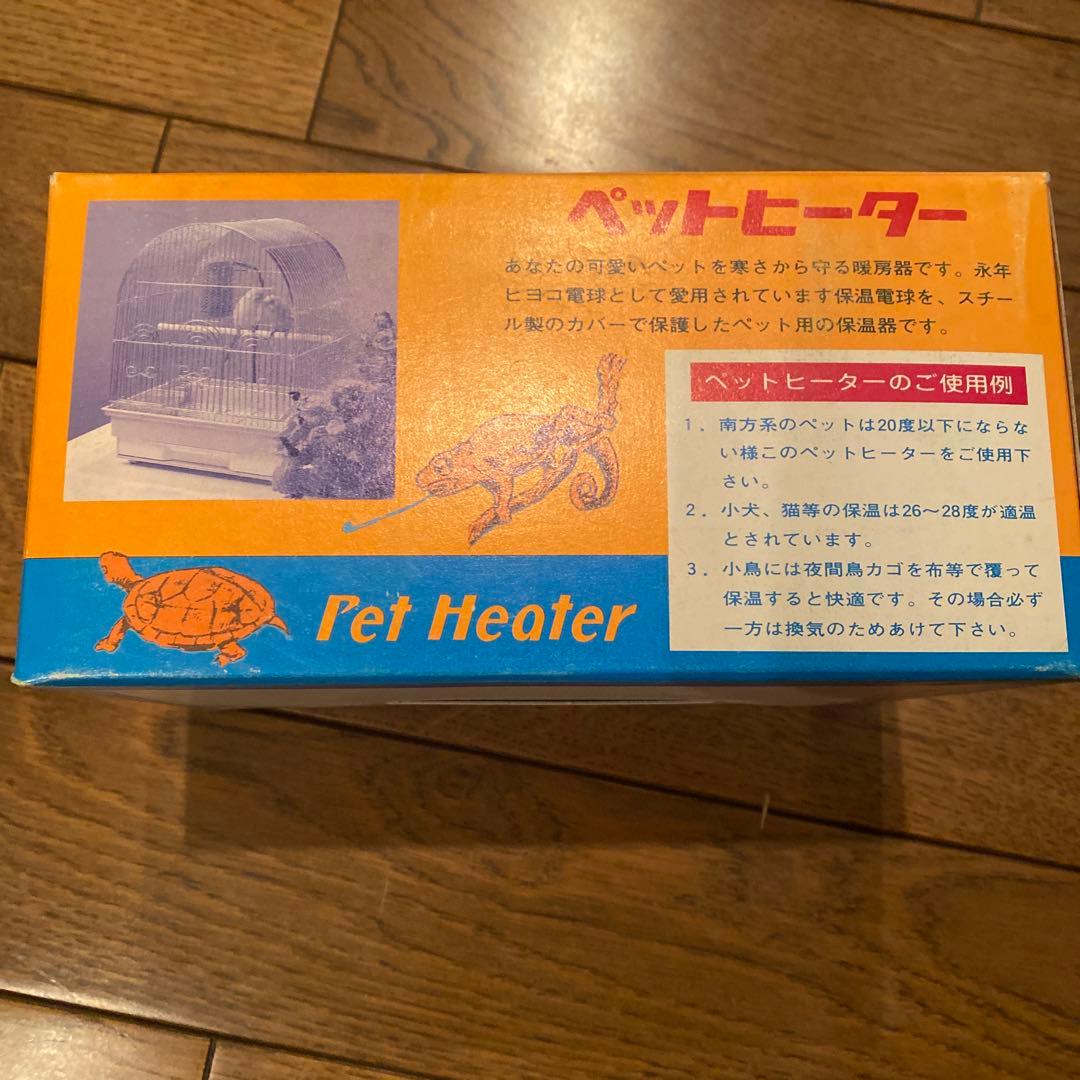 ペットヒーター
あなたの可愛いペットを寒さから守る暖房器です。永年
ヒヨコ電球として愛用されています保温電球を、スチー
ル製のカバーで保護したペット用の保温器です。
ペットヒーターのご使用例
1．南方系のペットは20度以下にならな
い様このペットヒーターをご使用下
さい。
2．小犬、猫等の保温は26〜28度が適温
とされています。
3．小鳥には夜間鳥カゴを布等で覆って
保温すると快適です。その場合必ず
一方は換気のためあけて下さい。
Pet Heater